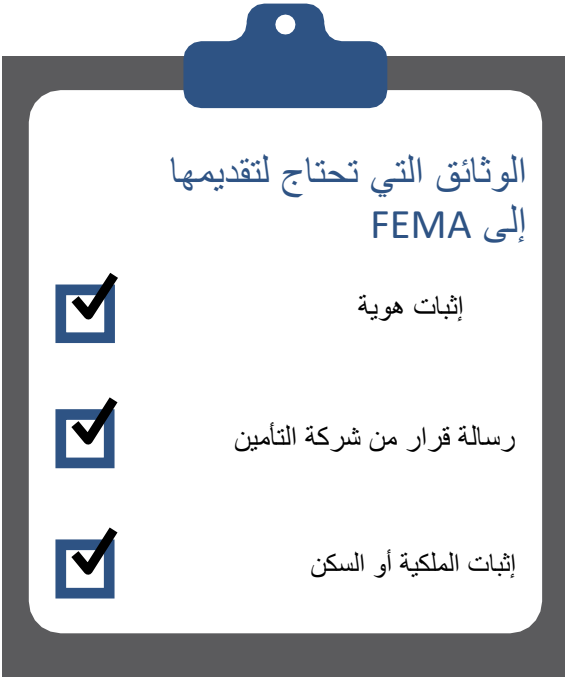 الوثائق التي تحتاج لتقديمها
إلى FEMA
إثبات هوية
رسالة قرار من شركة التأمين
إثبات الملكية أو السكن